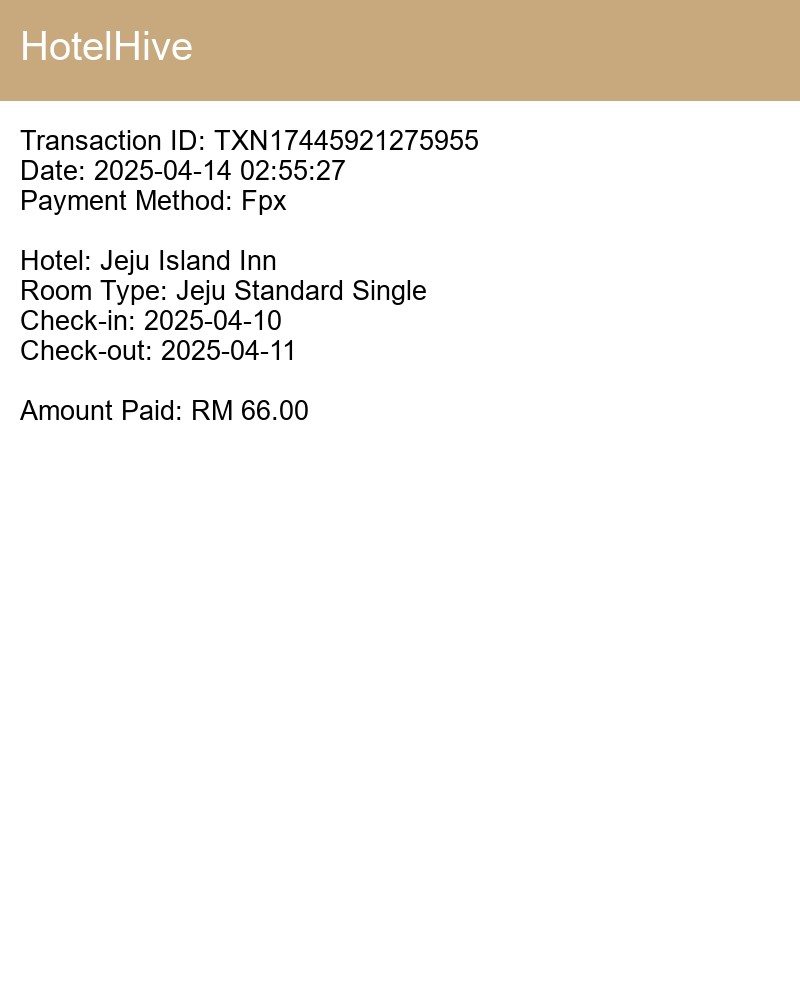 HotelHive
Transaction ID: TXN17445921275955
Date: 2025-04-14 02:55:27
Payment Method: Fpx
Hotel: Jeju Island Inn
Room Type: Jeju Standard Single
Check-in: 2025-04-10
Check-out: 2025-04-11
Amount Paid: RM 66.00